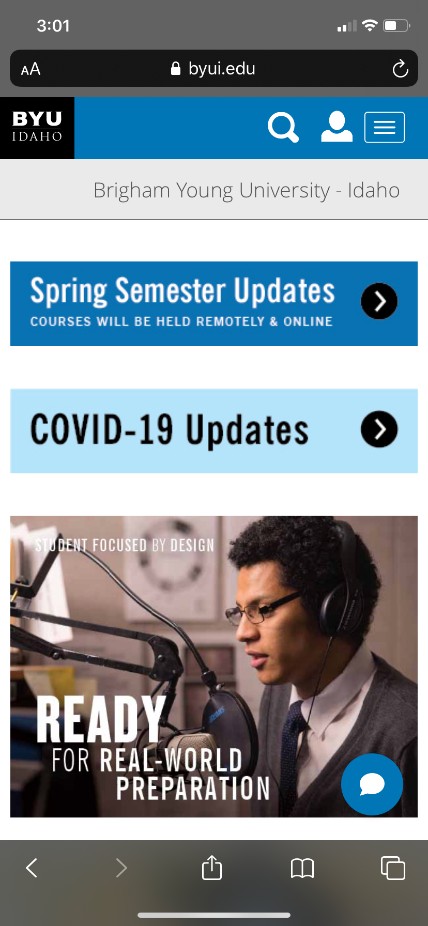 3:01
AA byui.edu
BYU
IDAHO
Brigham Young University - Idaho
Spring Semester Updates
COURSES WILL BE HELD REMOTELY & ONLINE
COVID-19 Updates
STUDENT FOCUSED BY DESIGN
READY
FOR REAL-WORLD
PREPARATION